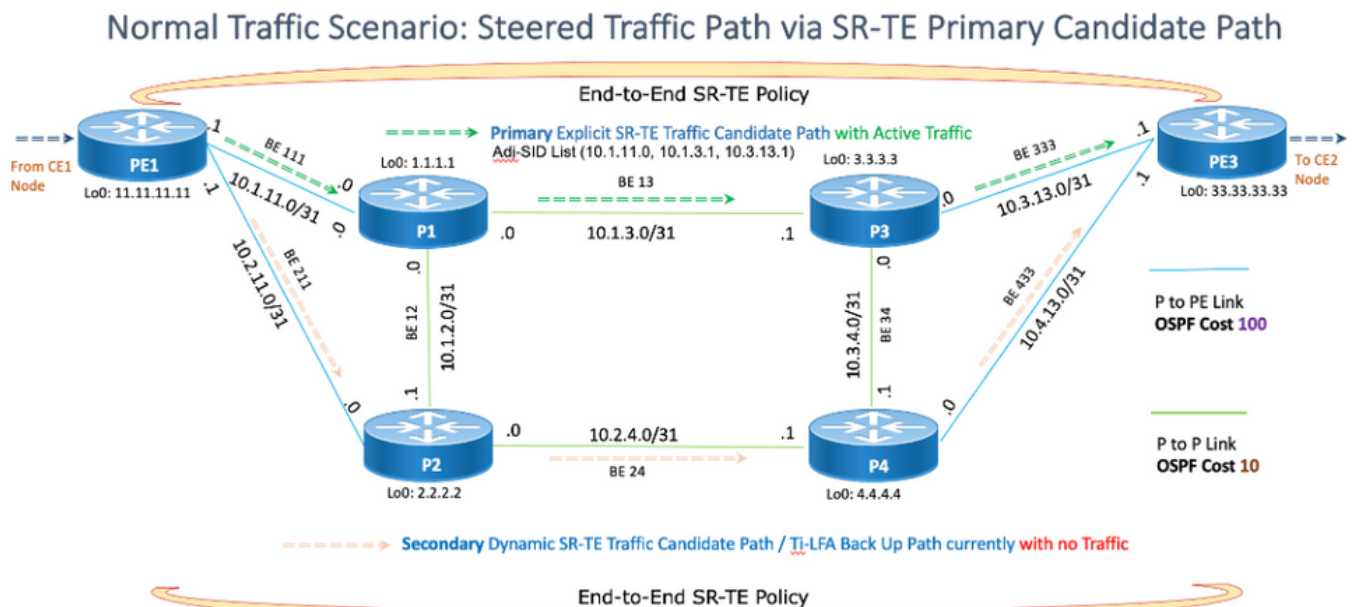 Normal Traffic Scenario: Steered Traffic Path via SR-TE Primary Candidate Path
End-to-End SR-TE Policy
Primary Explicit SR-TE Traffic Candidate Path with Active Traffic
Adj-SID List (10.1.11.0, 10.1.3.1, 10.3.13.1)
From CE1
Node
PE1
Lo0: 11.11.11.11
.1
.1
BE 111
10.1.11.0/31
.0
.0
BE 211
10.2.11.0/31
.0
Lo0: 1.1.1.1
P1
.0
BE 13
10.1.3.0/31
.1
Lo0: 3.3.3.3
P3
.0
BE 333
10.3.13.0/31
.1
.1
PE3
Lo0: 33.33.33.33
To CE2
Node
.0
BE 12
10.1.2.0/31
.1
.0
10.3.4.0/31
BE 34
.1
BE 433
10.4.13.0/31
.0
P to PE Link
OSPF Cost 100
P2
Lo0: 2.2.2.2
.0
10.2.4.0/31
BE 24
.1
P4
Lo0: 4.4.4.4
P to P Link
OSPF Cost 10
Secondary Dynamic SR-TE Traffic Candidate Path / Ti-LFA Back Up Path currently with no Traffic
End-to-End SR-TE Policy